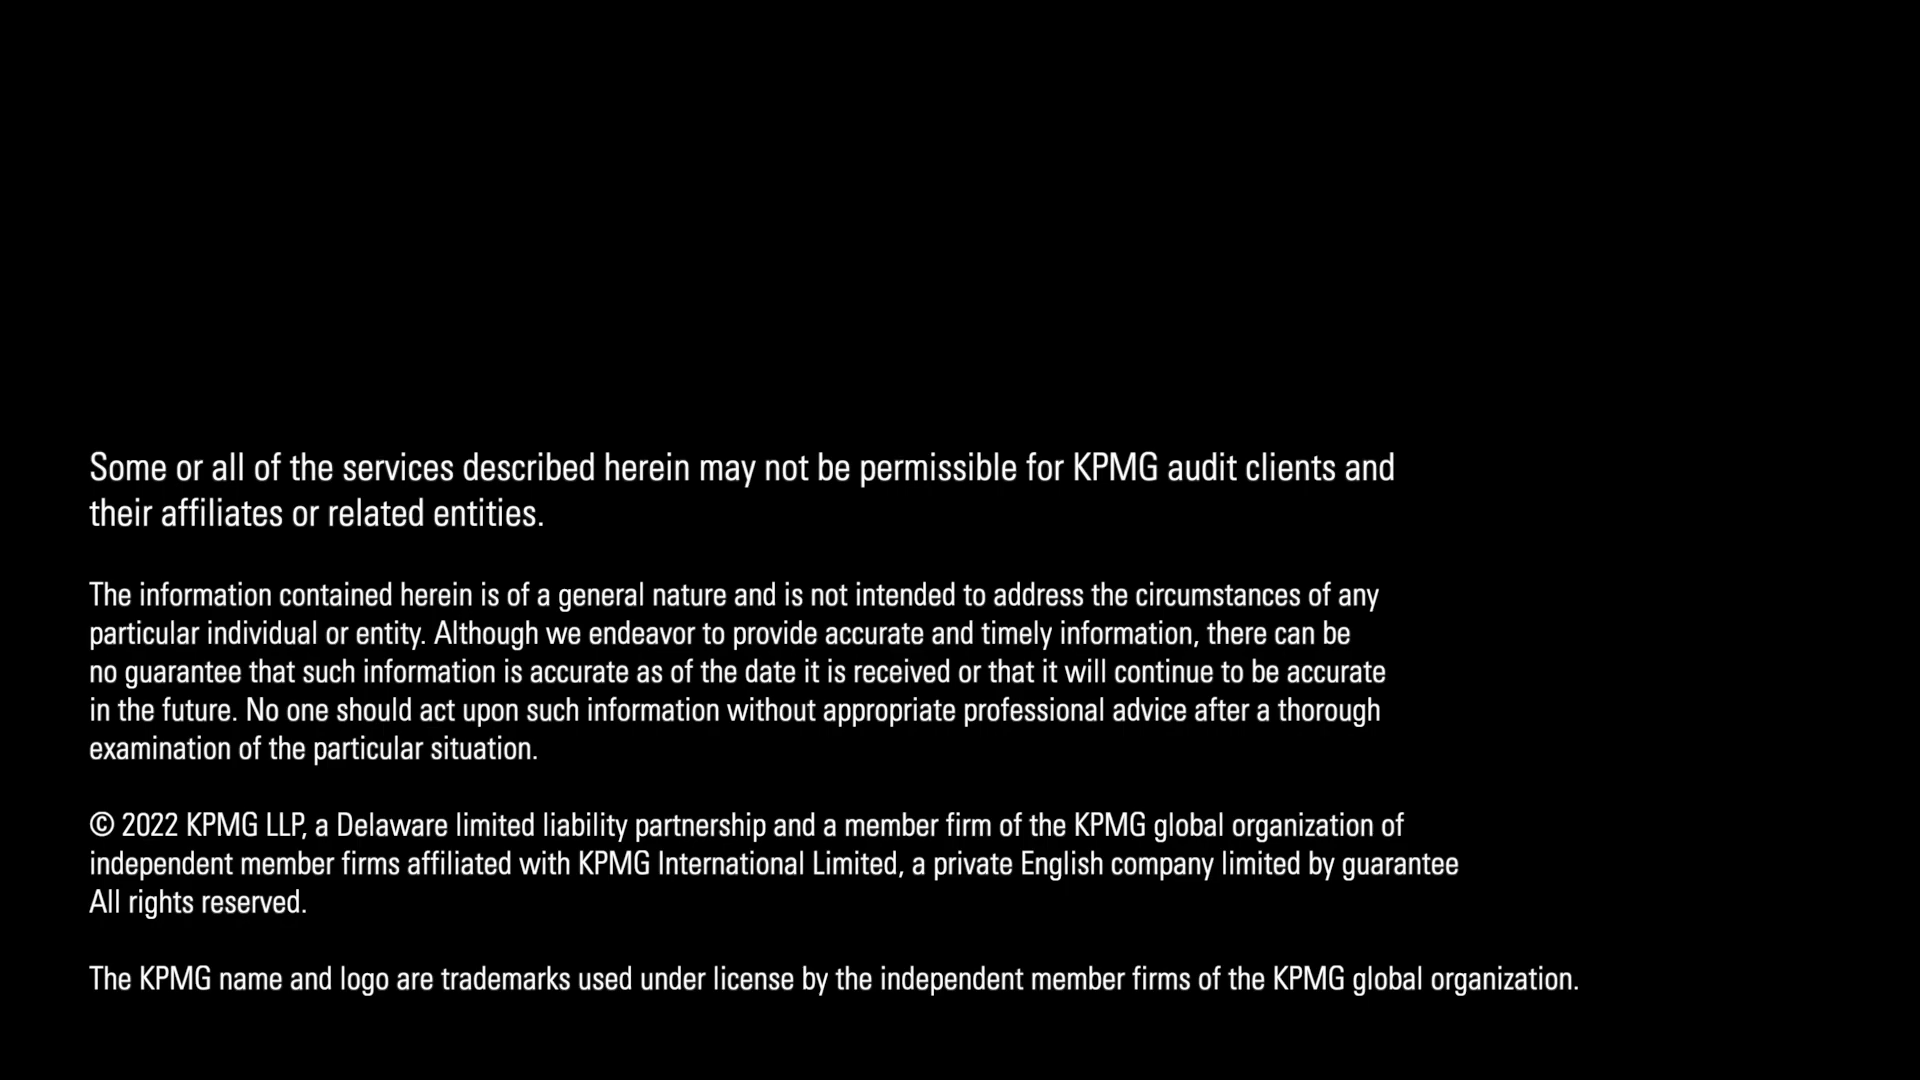 Some or all of the services described herein may not be permissible for KPMG audit clients and
their affiliates or related entities.
The information contained herein is of a general nature and is not intended to address the circumstances of any
particular individual or entity. Although we endeavor to provide accurate and timely information, there can be
no guarantee that such information is accurate as of the date it is received or that it will continue to be accurate
in the future. No one should act upon such information without appropriate professional advice after a thorough
examination of the particular situation.
© 2022 KPMG LLP, a Delaware limited liability partnership and a member firm of the KPMG global organization of
independent member firms affiliated with KPMG International Limited, a private English company limited by guarantee
All rights reserved.
The KPMG name and logo are trademarks used under license by the independent member firms of the KPMG global organization.